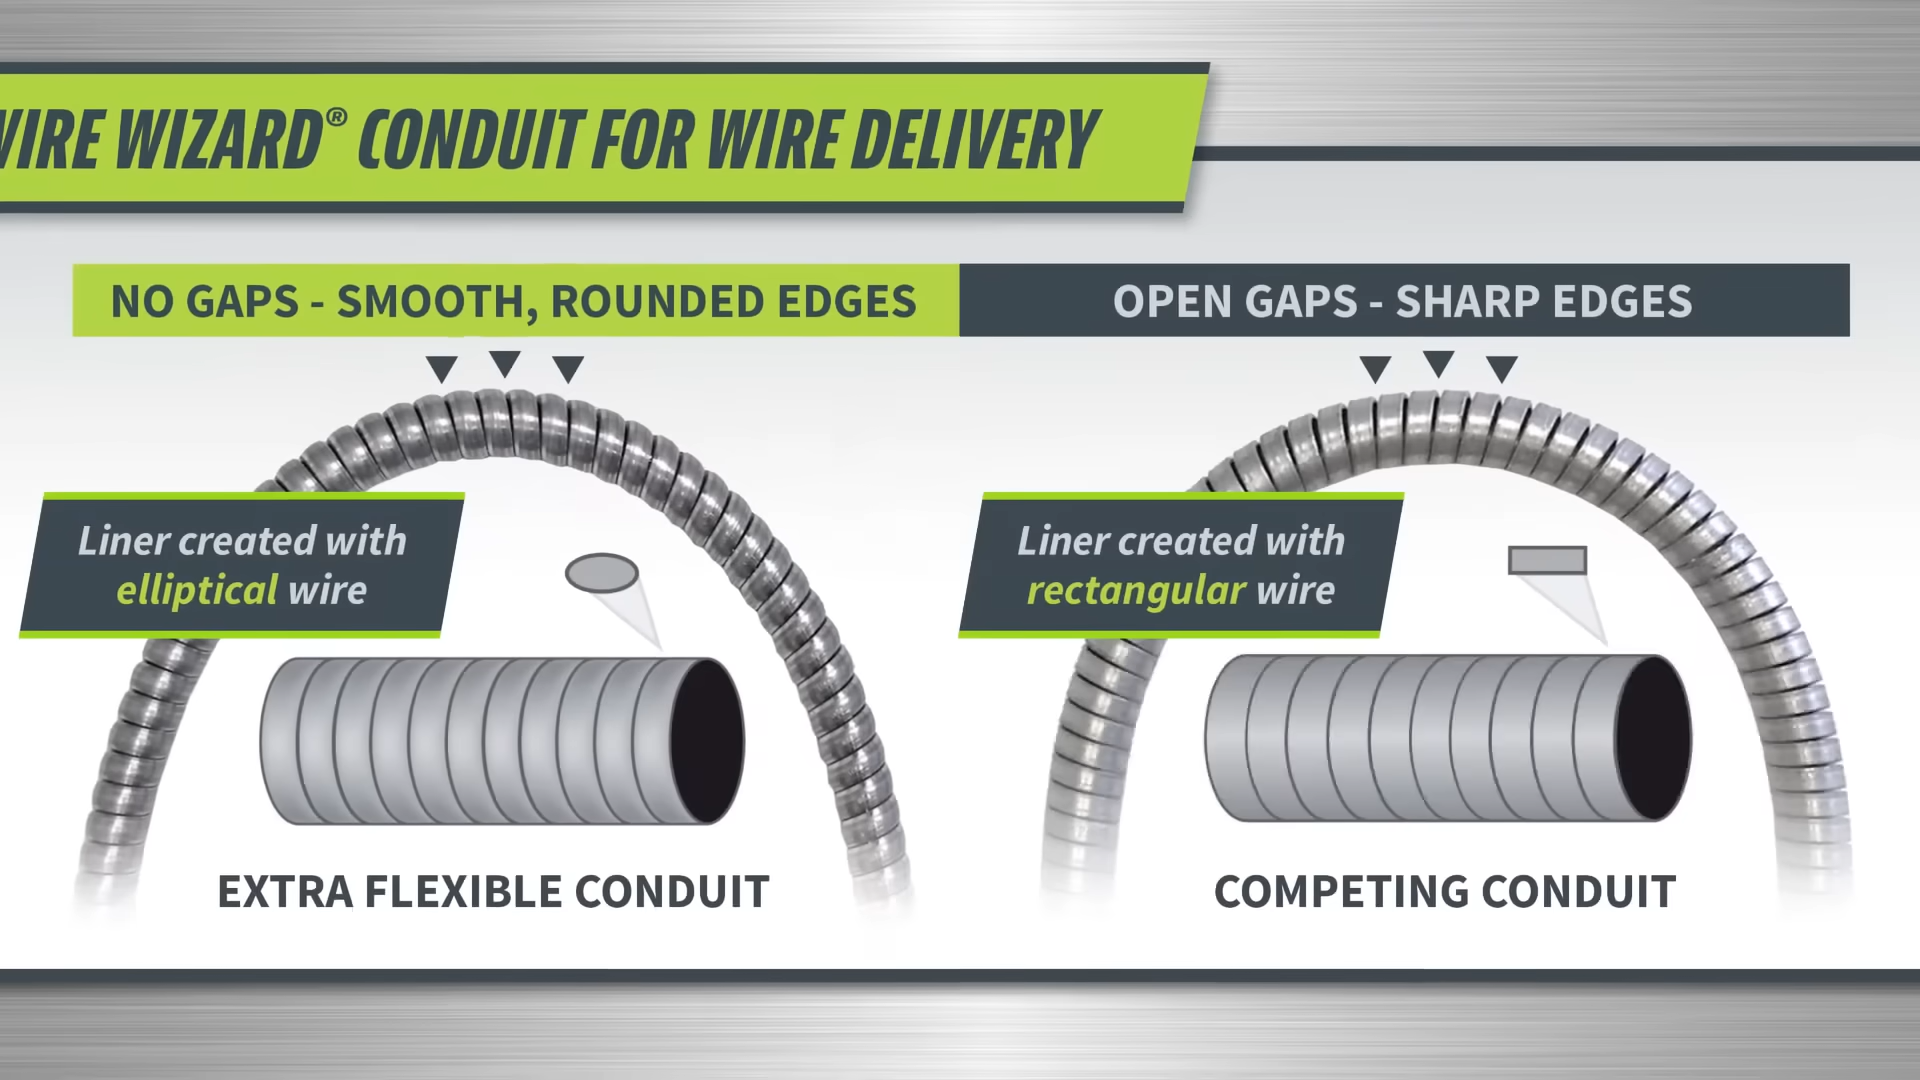 WIRE WIZARD® CONDUIT FOR WIRE DELIVERY
NO GAPS - SMOOTH, ROUNDED EDGES
OPEN GAPS - SHARP EDGES
Liner created with
elliptical wire
Liner created with
rectangular wire
EXTRA FLEXIBLE CONDUIT
COMPETING CONDUIT